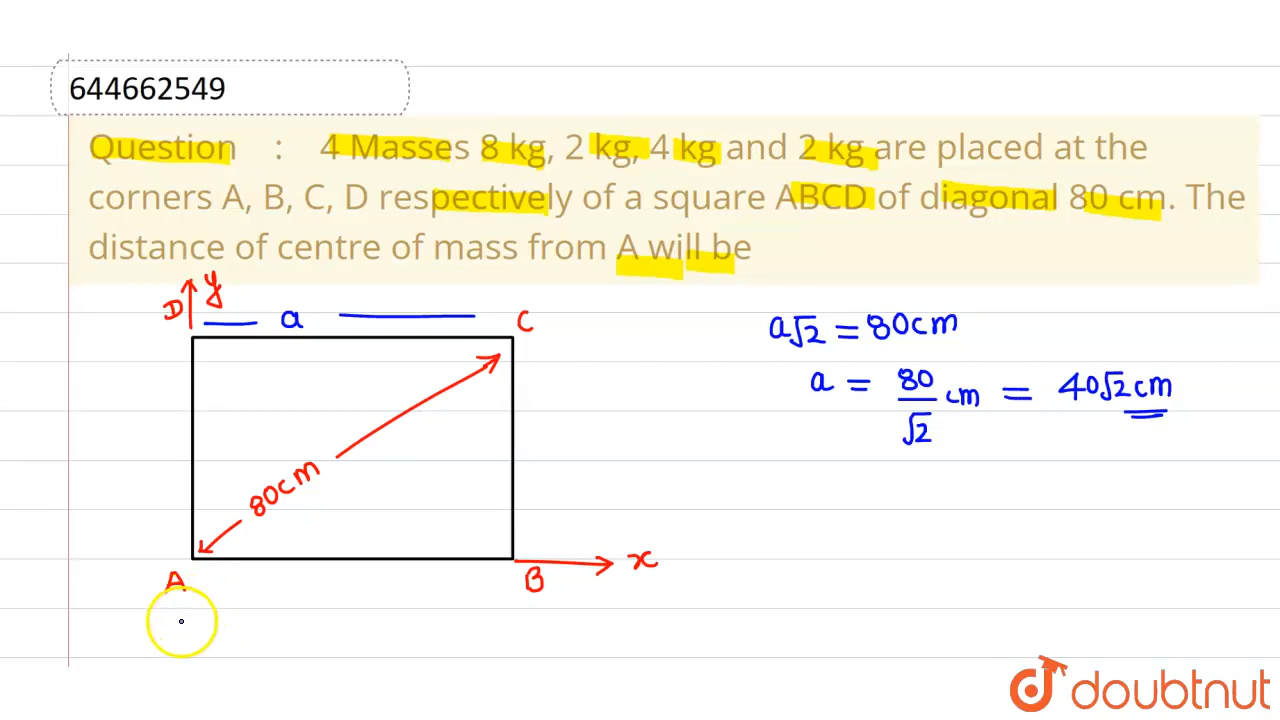 644662549
Question : 4 Masses 8 kg, 2 kg, 4 kg and 2 kg are placed at the
corners A, B, C, D respectively of a square ABCD of diagonal 80 cm. The
distance of centre of mass from A will be
D y
a
C
a√2 = 80cm
a = 80/√2 cm = 40√2 cm
80cm
x
A
B
doubtnut